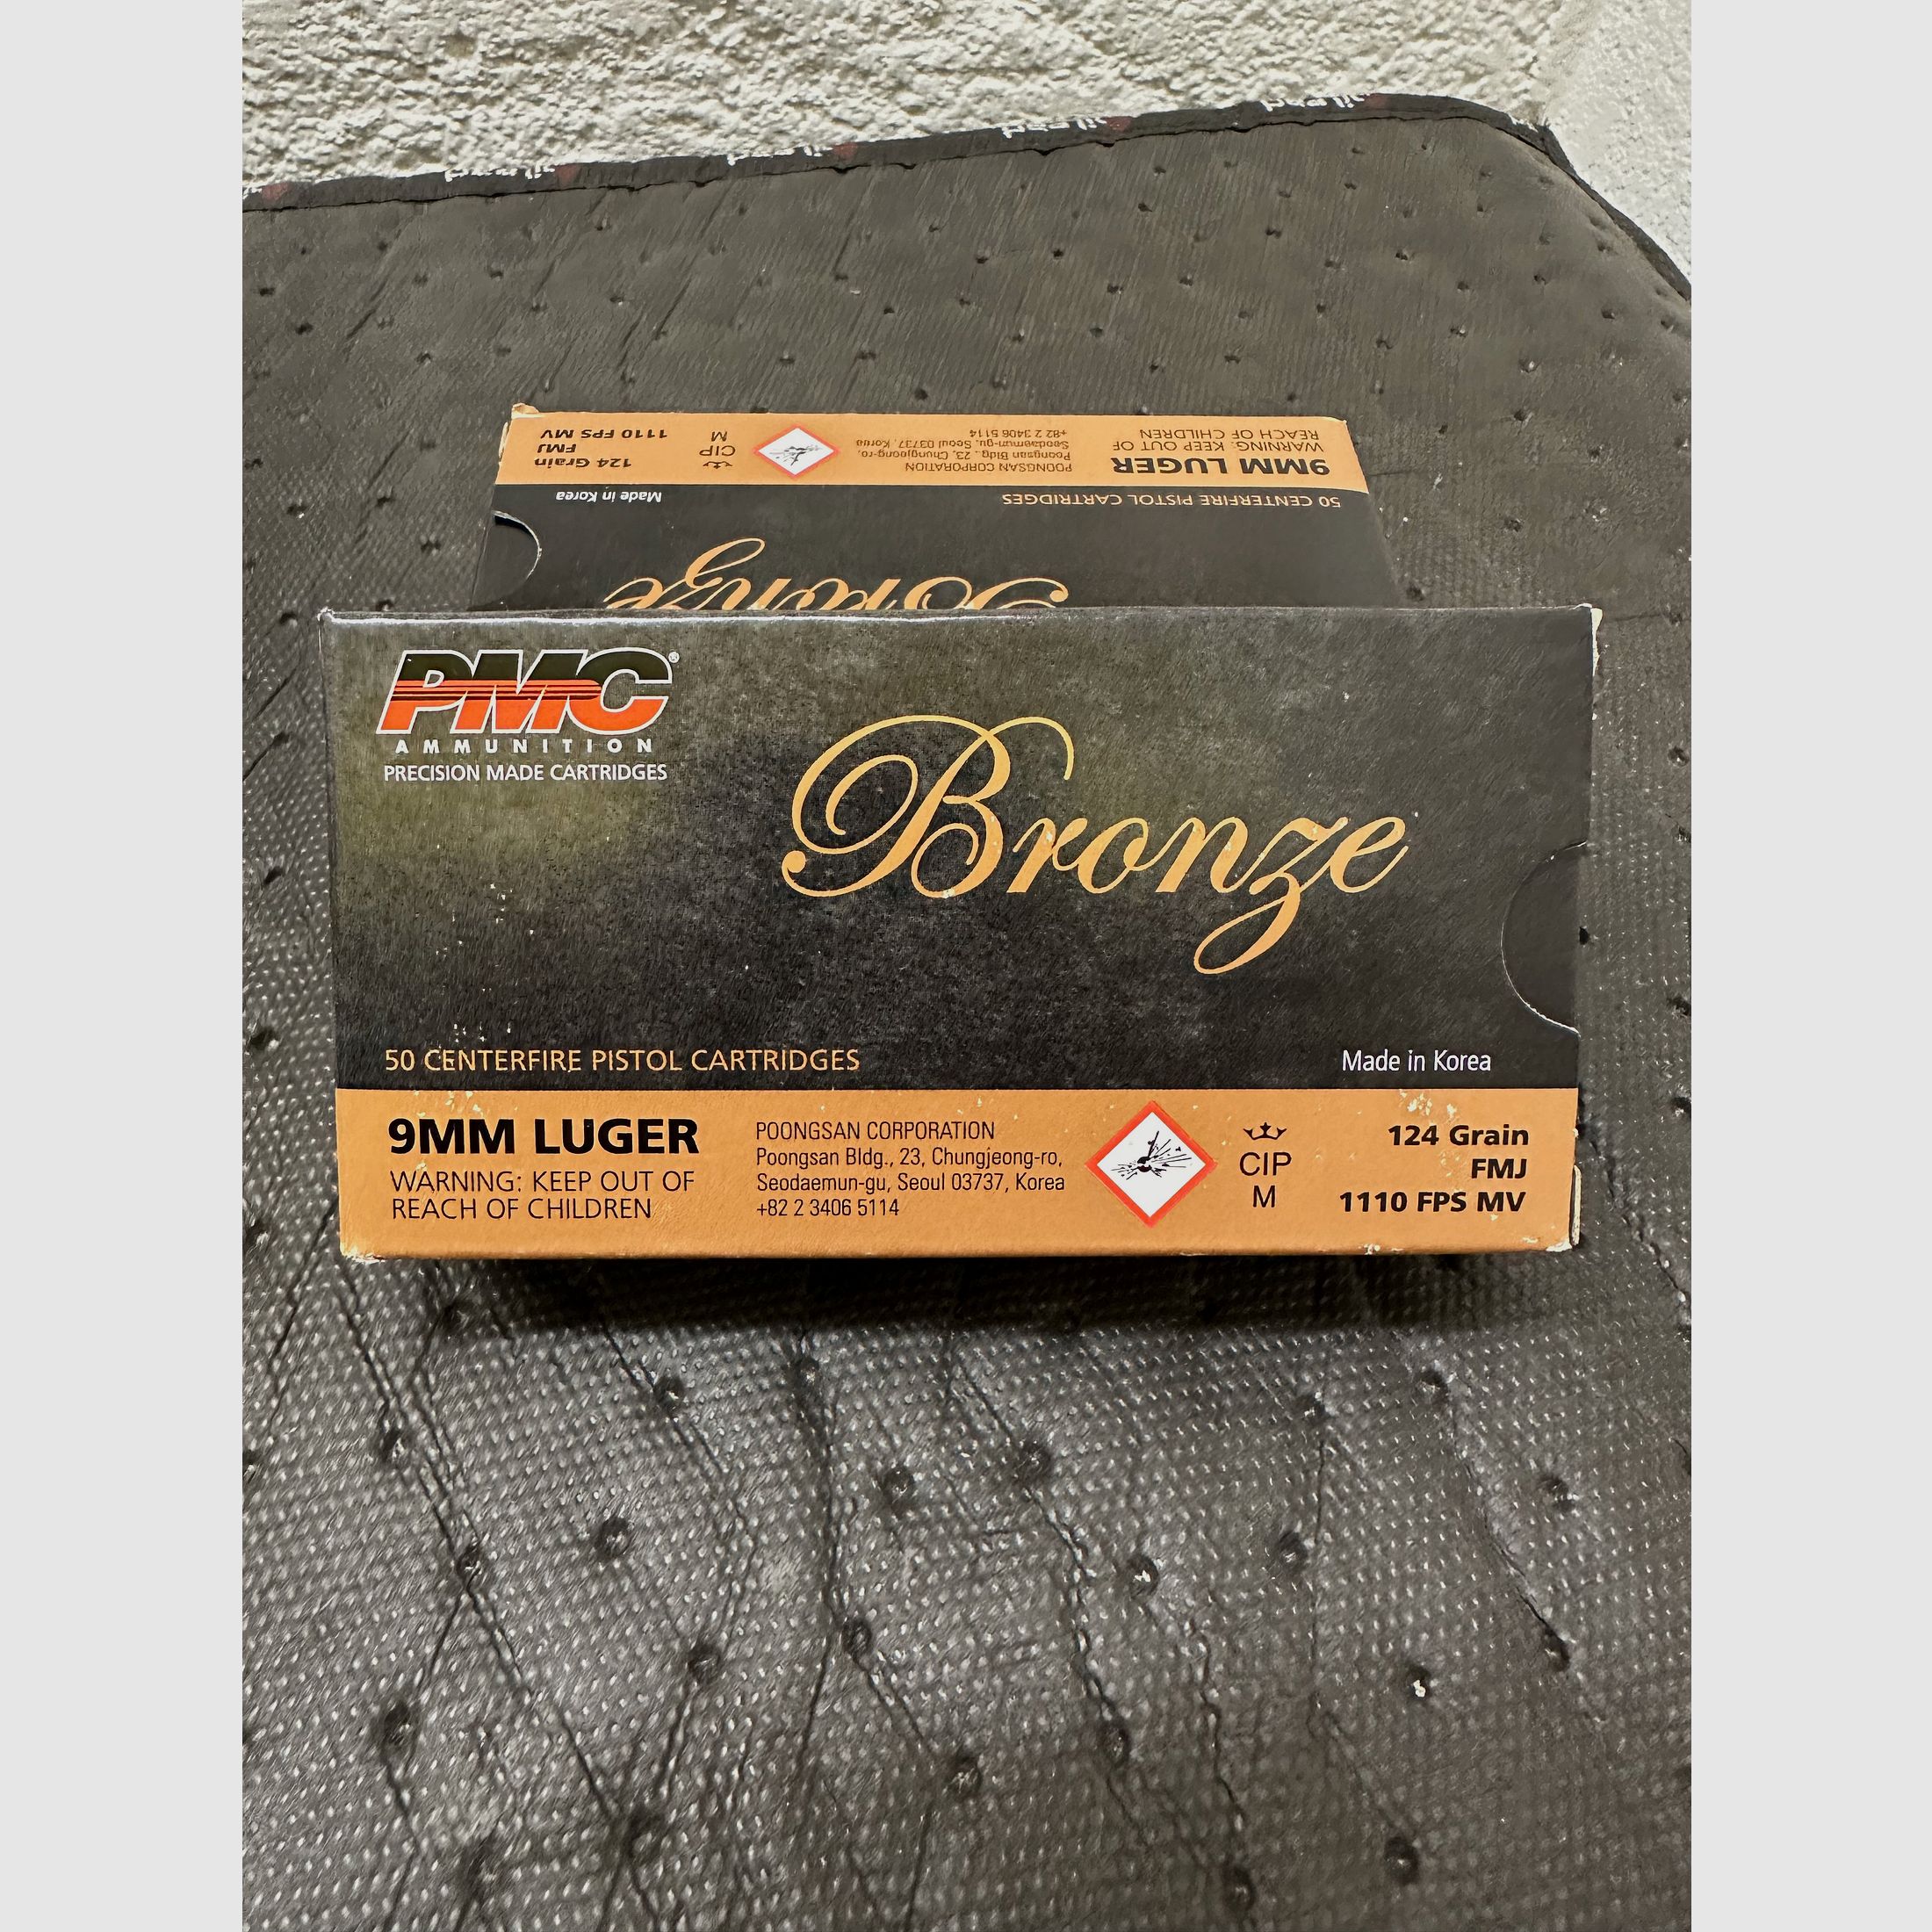 124 Grain
FMJ
1110 FPS MV
CIP
M
POONGSAN CORPORATION
Poongsan Bldg., 23, Chungjeong-ro,
Seodaemun-gu, Seoul 03737, Korea
+82 2 3406 5114
9MM LUGER
WARNING: KEEP OUT OF
REACH OF CHILDREN
Made in Korea
50 CENTERFIRE PISTOL CARTRIDGES
Bronze
PMC®
AMMUNITION
PRECISION MADE CARTRIDGES
Bronze
50 CENTERFIRE PISTOL CARTRIDGES
Made in Korea
9MM LUGER
WARNING: KEEP OUT OF
REACH OF CHILDREN
POONGSAN CORPORATION
Poongsan Bldg., 23, Chungjeong-ro,
Seodaemun-gu, Seoul 03737, Korea
+82 2 3406 5114
CIP
M
124 Grain
FMJ
1110 FPS MV